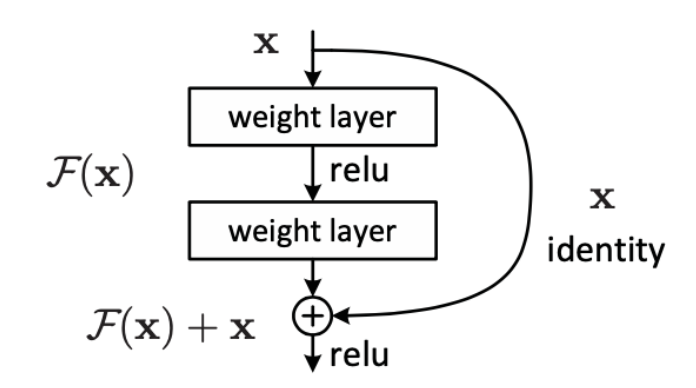 x
weight layer
relu
F(x)
x
weight layer
identity
F(x) + x
relu